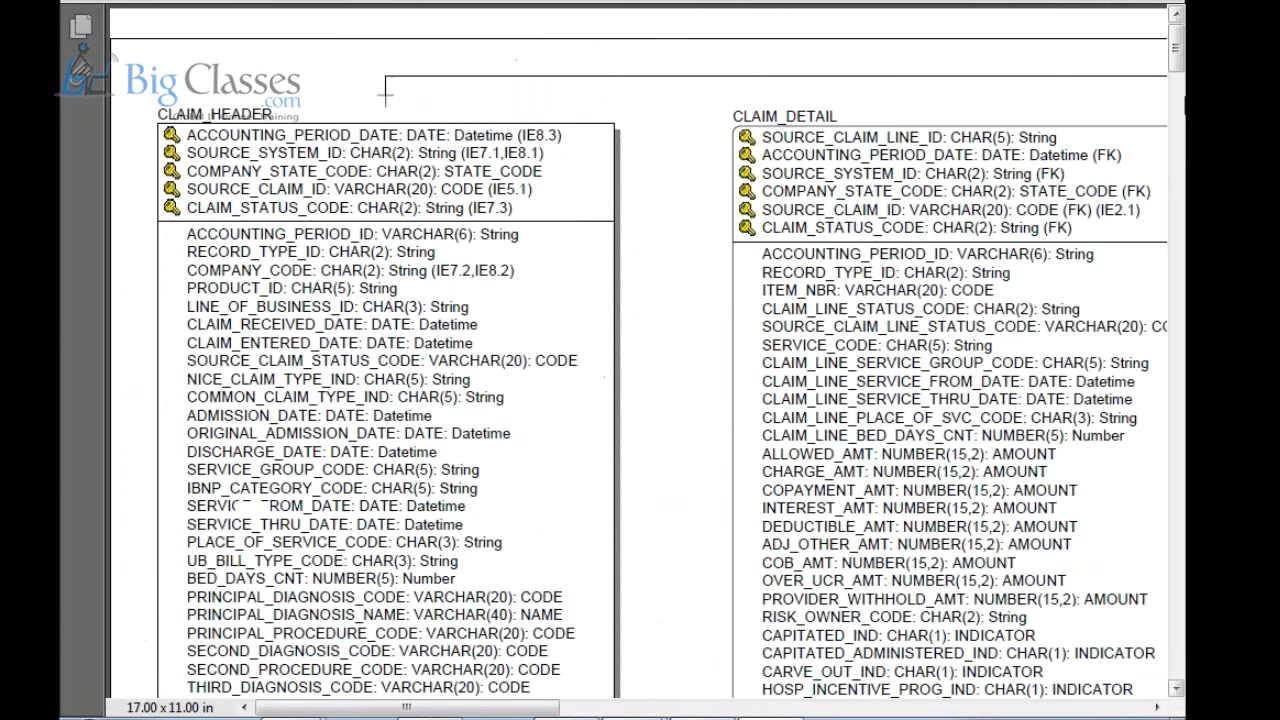 Big Classes
.com
CLAIM_HEADER
ACCOUNTING_PERIOD_DATE: DATE: Datetime (IE8.3)
SOURCE_SYSTEM_ID: CHAR(2): String (IE7.1,IE8.1)
COMPANY_STATE_CODE: CHAR(2): STATE_CODE
SOURCE_CLAIM_ID: VARCHAR(20): CODE (IE5.1)
CLAIM_STATUS_CODE: CHAR(2): String (IE7.3)
ACCOUNTING_PERIOD_ID: VARCHAR(6): String
RECORD_TYPE_ID: CHAR(2): String
COMPANY_CODE: CHAR(2): String (IE7.2,IE8.2)
PRODUCT_ID: CHAR(5): String
LINE_OF_BUSINESS_ID: CHAR(3): String
CLAIM_RECEIVED_DATE: DATE: Datetime
CLAIM_ENTERED_DATE: DATE: Datetime
SOURCE_CLAIM_STATUS_CODE: VARCHAR(20): CODE
NICE_CLAIM_TYPE_IND: CHAR(5): String
COMMON_CLAIM_TYPE_IND: CHAR(5): String
ADMISSION_DATE: DATE: Datetime
ORIGINAL_ADMISSION_DATE: DATE: Datetime
DISCHARGE_DATE: DATE: Datetime
SERVICE_GROUP_CODE: CHAR(5): String
IBNP_CATEGORY_CODE: CHAR(5): String
DATE: Datetime
SERVICE_THRU_DATE: DATE: Datetime
PLACE_OF_SERVICE_CODE: CHAR(3): String
UB_BILL_TYPE_CODE: CHAR(3): String
BED_DAYS_CNT: NUMBER(5): Number
PRINCIPAL_DIAGNOSIS_CODE: VARCHAR(20): CODE
PRINCIPAL_DIAGNOSIS_NAME: VARCHAR(40): NAME
PRINCIPAL_PROCEDURE_CODE: VARCHAR(20): CODE
SECOND_DIAGNOSIS_CODE: VARCHAR(20): CODE
SECOND_PROCEDURE_CODE: VARCHAR(20): CODE
THIRD_DIAGNOSIS_CODE: VARCHAR(20): CODE
CLAIM_DETAIL
SOURCE_CLAIM_LINE_ID: CHAR(5): String
ACCOUNTING_PERIOD_DATE: DATE: Datetime (FK)
SOURCE_SYSTEM_ID: CHAR(2): String (FK)
COMPANY_STATE_CODE: CHAR(2): STATE_CODE (FK)
SOURCE_CLAIM_ID: VARCHAR(20): CODE (FK) (IE2.1)
CLAIM_STATUS_CODE: CHAR(2): String (FK)
ACCOUNTING_PERIOD_ID: VARCHAR(6): String
RECORD_TYPE_ID: CHAR(2): String
ITEM_NBR: VARCHAR(20): CODE
CLAIM_LINE_STATUS_CODE: CHAR(2): String
SOURCE_CLAIM_LINE_STATUS_CODE: VARCHAR(20):
SERVICE_CODE: CHAR(5): String
CLAIM_LINE_SERVICE_GROUP_CODE: CHAR(5): String
CLAIM_LINE_SERVICE_FROM_DATE: DATE: Datetime
CLAIM_LINE_SERVICE_THRU_DATE: DATE: Datetime
CLAIM_LINE_PLACE_OF_SVC_CODE: CHAR(3): String
CLAIM_LINE_BED_DAYS_CNT: NUMBER(5): Number
ALLOWED_AMT: NUMBER(15,2): AMOUNT
CHARGE_AMT: NUMBER(15,2): AMOUNT
COPAYMENT_AMT: NUMBER(15,2): AMOUNT
INTEREST_AMT: NUMBER(15,2): AMOUNT
DEDUCTIBLE_AMT: NUMBER(15,2): AMOUNT
ADJ_OTHER_AMT: NUMBER(15,2): AMOUNT
COB_AMT: NUMBER(15,2): AMOUNT
OVER_UCR_AMT: NUMBER(15,2): AMOUNT
PROVIDER_WITHHOLD_AMT: NUMBER(15,2): AMOUNT
RISK_OWNER_CODE: CHAR(2): String
CAPITATED_IND: CHAR(1): INDICATOR
CAPITATED_ADMINISTERED_IND: CHAR(1): INDICATOR
CARVE_OUT_IND: CHAR(1): INDICATOR
HOSP_INCENTIVE_PROG_IND: CHAR(1): INDICATOR
17.00 x 11.00 in